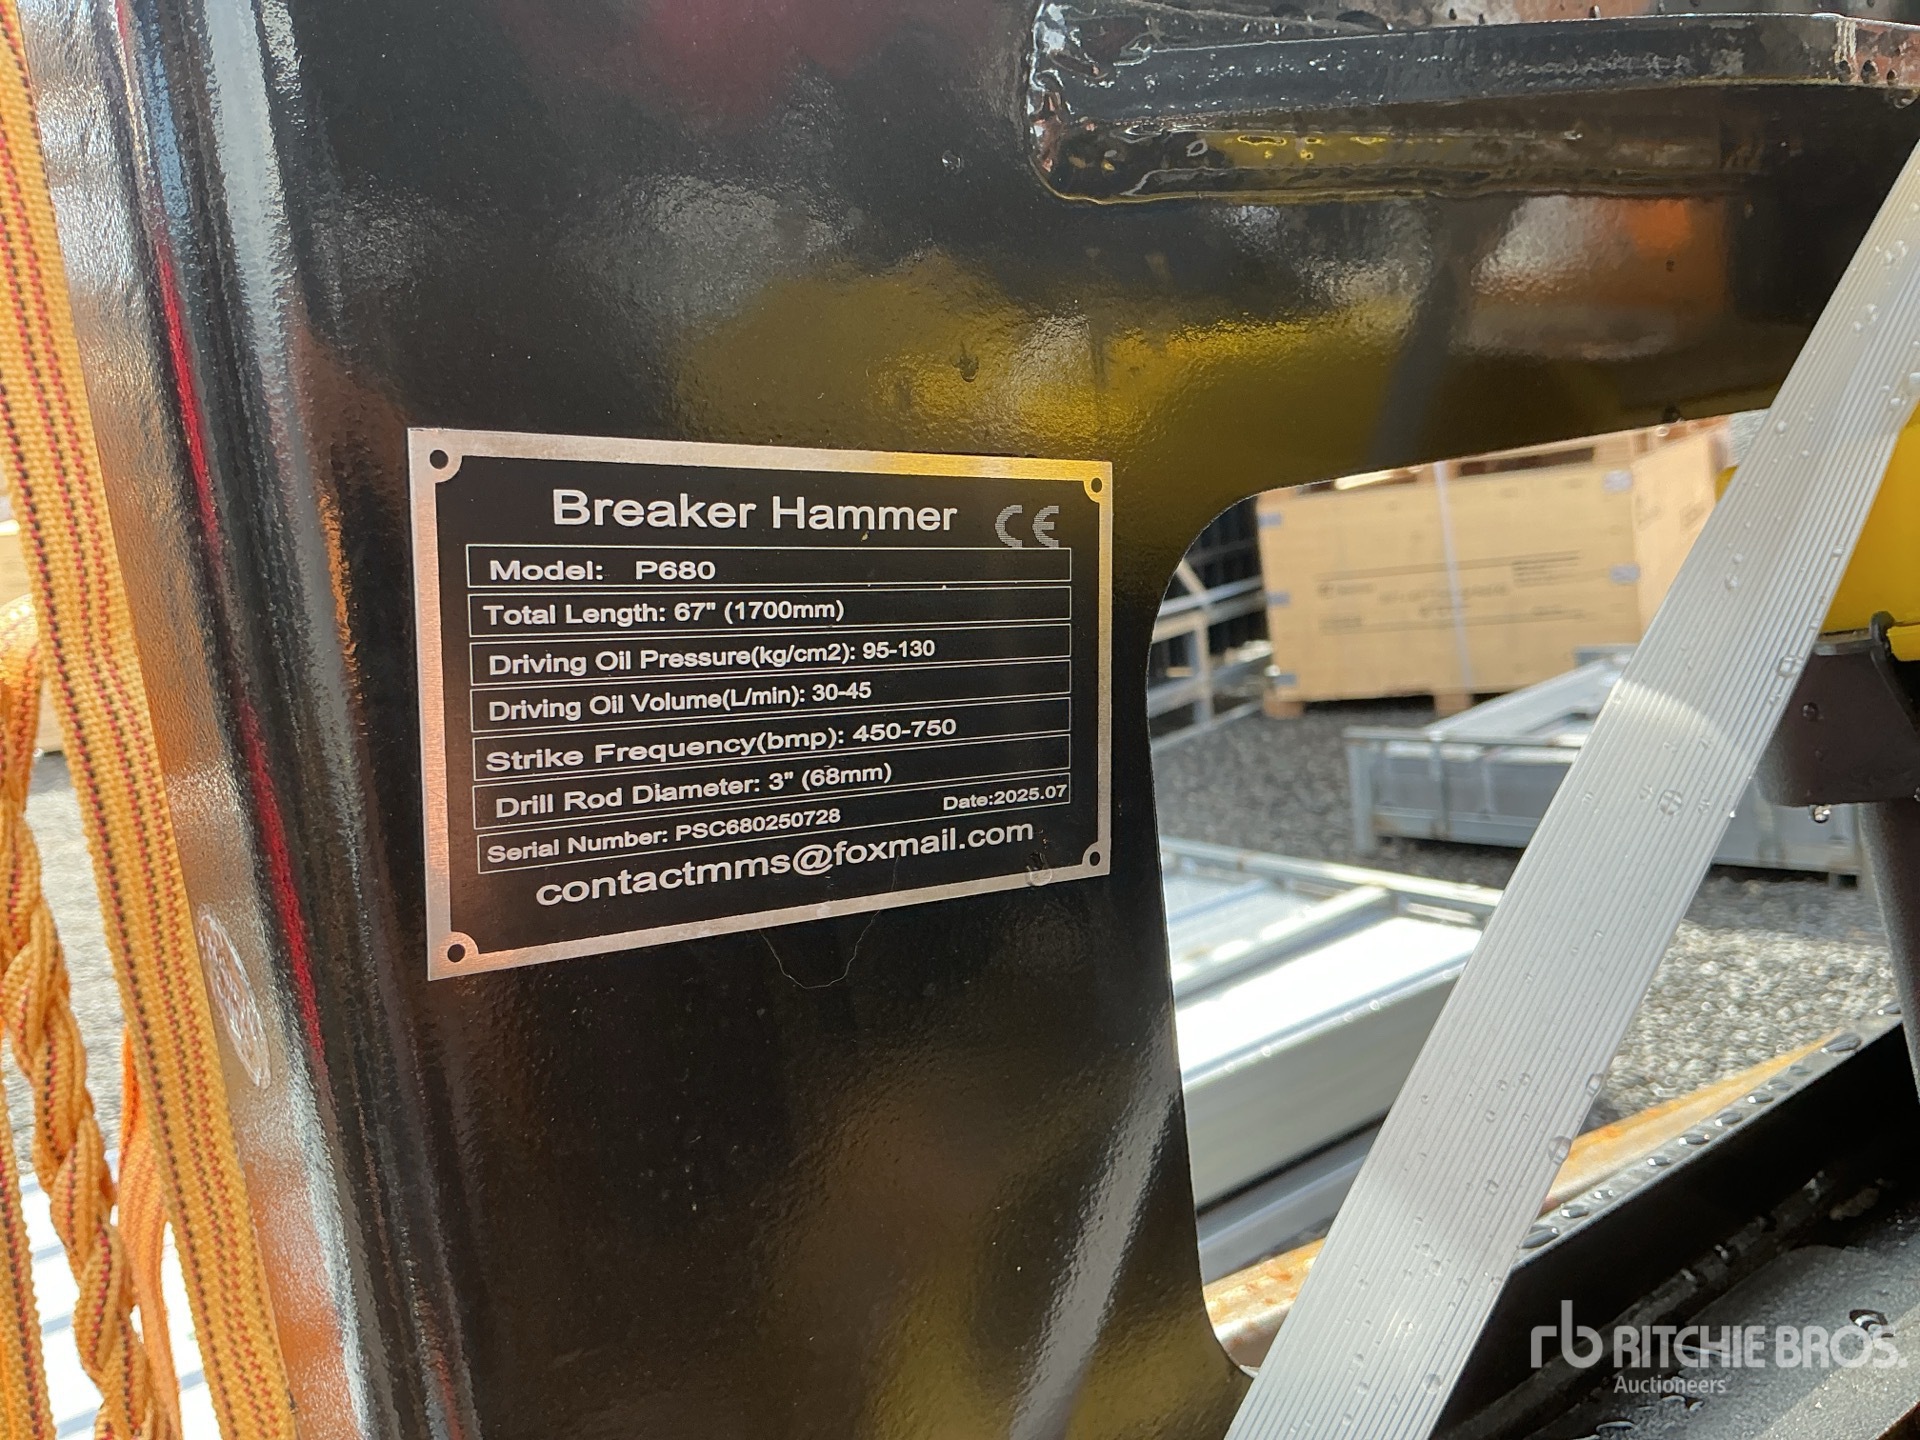 Breaker Hammer CE
Model: P680
Total Length: 67" (1700mm)
Driving Oil Pressure(kg/cm2): 95-130
Driving Oil Volume(L/min): 30-45
Strike Frequency(bmp): 450-750
Drill Rod Diameter: 3" (68mm)
Serial Number: PSC680250728 Date:2025.07
contactmms@foxmail.com
rb RITCHIE BROS.
Auctioneers